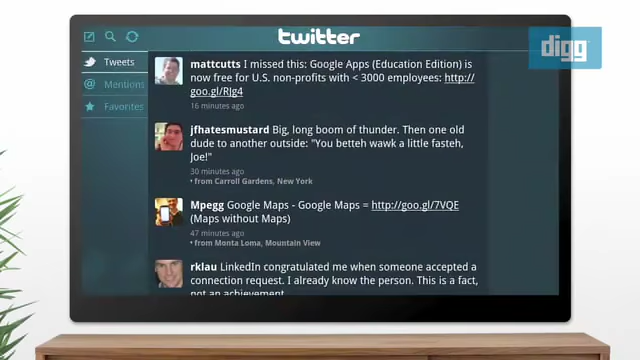 twitter
digg
Tweets
Mentions
Favorites
mattcutts I missed this: Google Apps (Education Edition) is
now free for U.S. non-profits with < 3000 employees: http://
goo.gl/RJg4
16 minutes ago
jfhatesmustard Big, long boom of thunder. Then one old
dude to another outside: "You betteh wawk a little fasteh,
Joe!"
30 minutes ago
• from Carroll Gardens, New York
Mpegg Google Maps - Google Maps = http://goo.gl/7VQE
(Maps without Maps)
47 minutes ago
• from Monta Loma, Mountain View
rklau LinkedIn congratulated me when someone accepted a
connection request. I already know the person. This is a fact,
not an achievement.